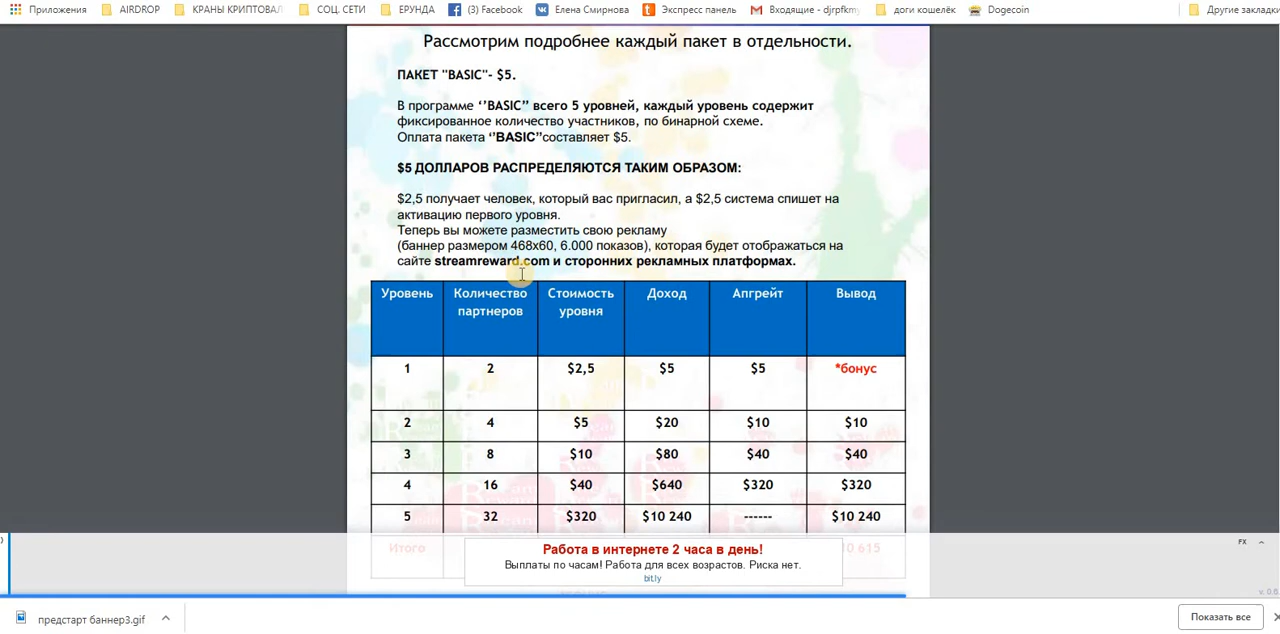 Приложения AIRDROP КРАНЫ КРИПТОВАЛ СОЦ. СЕТИ ЕРУНДА (3) Facebook Елена Смирнова Экспресс панель Входящие - djrpfkmy доги кошелёк Dogecoin Другие закладки
Рассмотрим подробнее каждый пакет в отдельности.
ПАКЕТ "BASIC"- $5.
В программе ‘’BASIC” всего 5 уровней, каждый уровень содержит
фиксированное количество участников, по бинарной схеме.
Оплата пакета ‘’BASIC”составляет $5.
$5 ДОЛЛАРОВ РАСПРЕДЕЛЯЮТСЯ ТАКИМ ОБРАЗОМ:
$2,5 получает человек, который вас пригласил, а $2,5 система спишет на
активацию первого уровня.
Теперь вы можете разместить свою рекламу
(баннер размером 468x60, 6.000 показов), которая будет отображаться на
сайте streamreward.com и сторонних рекламных платформах.
Уровень Количество партнеров Стоимость уровня Доход Апгрейт Вывод
1 2 $2,5 $5 $5 *бонус
2 4 $5 $20 $10 $10
3 8 $10 $80 $40 $40
4 16 $40 $640 $320 $320
5 32 $320 $10 240 ------ $10 240
Итого
Работа в интернете 2 часа в день!
Выплаты по часам! Работа для всех возрастов. Риска нет.
bit.ly
FX
предстарт баннер3.gif
Показать все